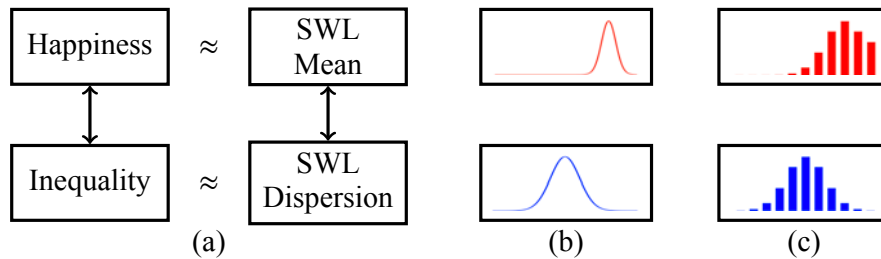 Happiness ≈ SWL
Mean
Inequality ≈ SWL
Dispersion
(a) (b) (c)